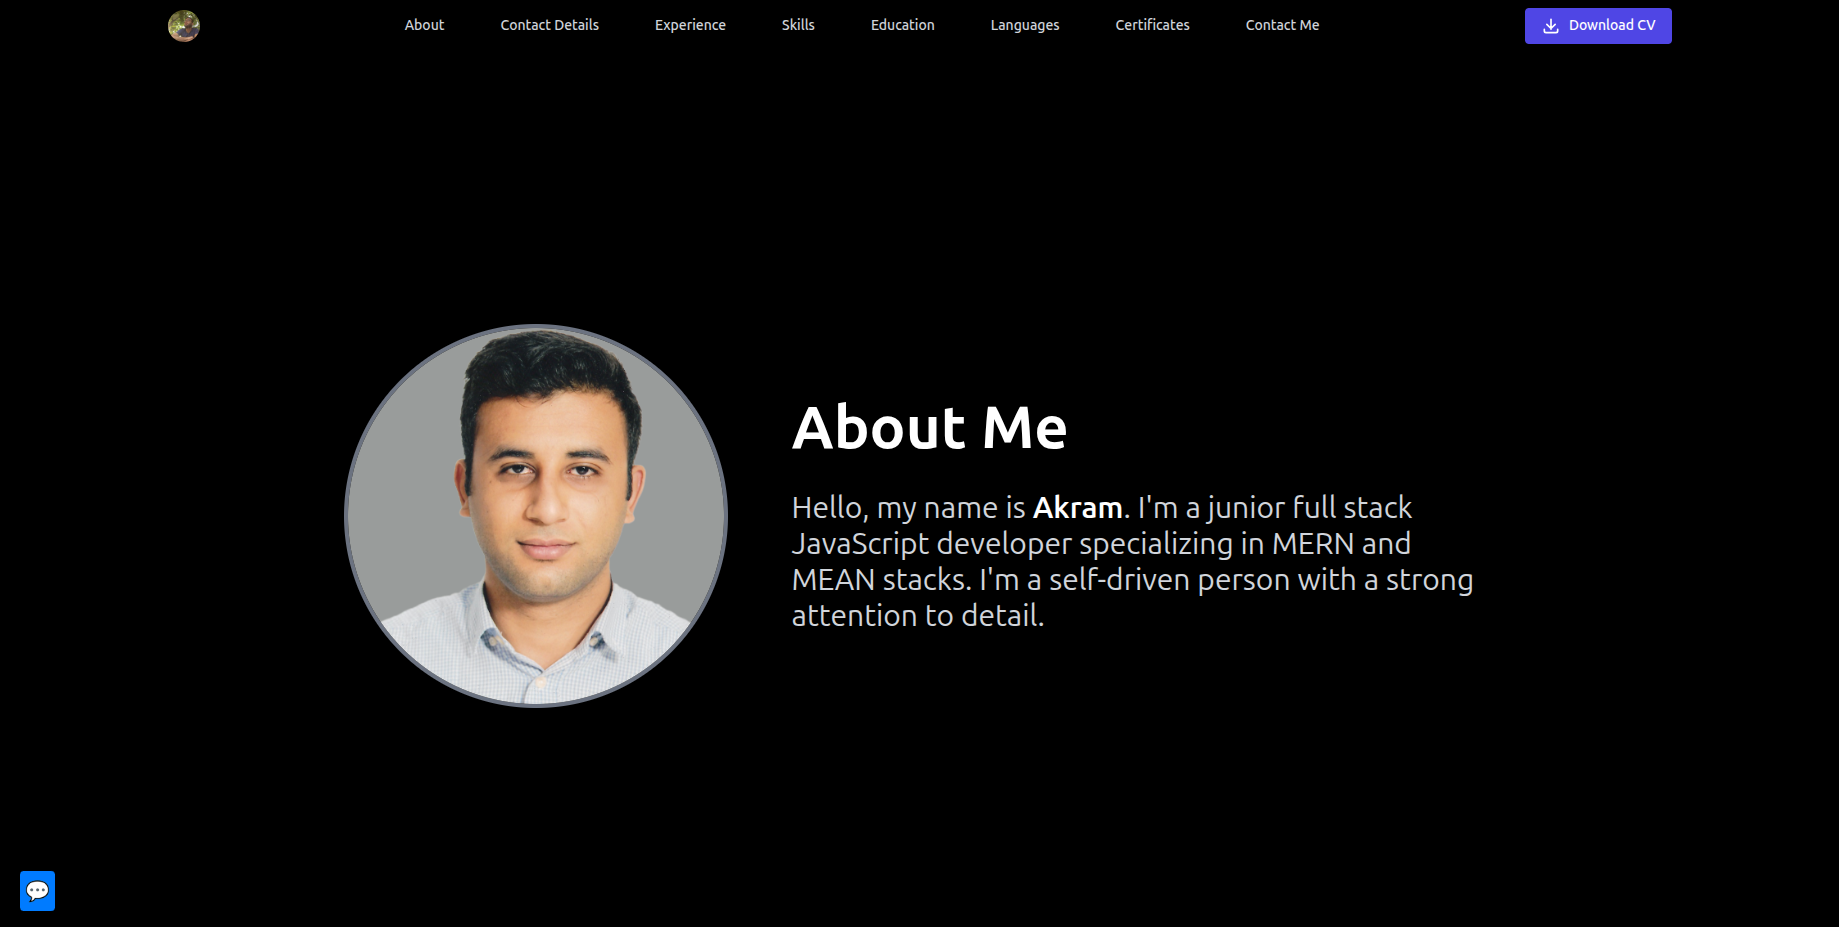 About
Contact Details
Experience
Skills
Education
Languages
Certificates
Contact Me
Download CV
About Me
Hello, my name is Akram. I'm a junior full stack
JavaScript developer specializing in MERN and
MEAN stacks. I'm a self-driven person with a strong
attention to detail.